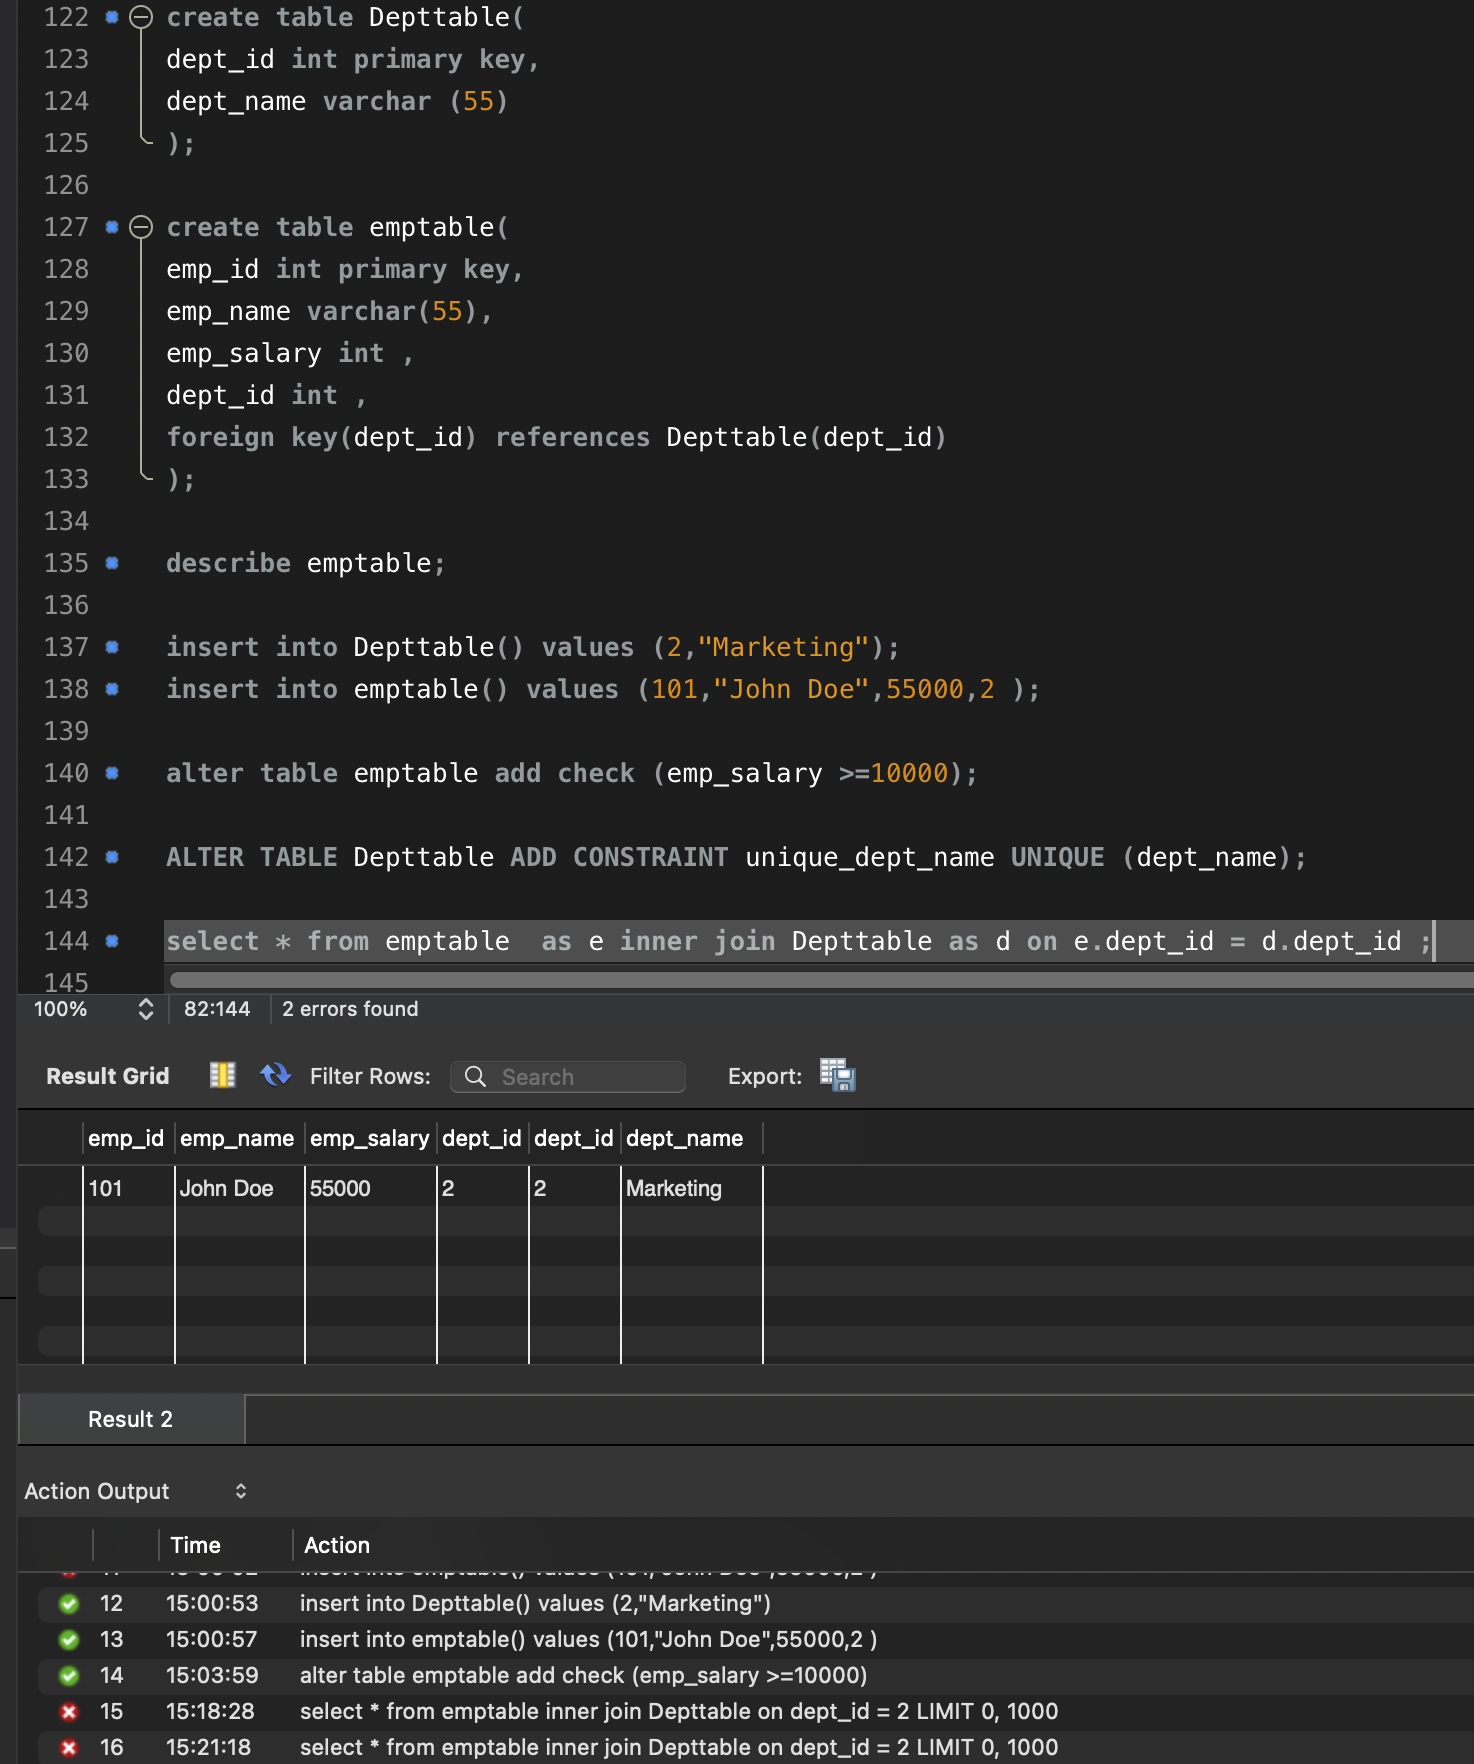 122 create table Depttable(
123 dept_id int primary key,
124 dept_name varchar (55)
125 );
126
127 create table emptable(
128 emp_id int primary key,
129 emp_name varchar(55),
130 emp_salary int ,
131 dept_id int ,
132 foreign key(dept_id) references Depttable(dept_id)
133 );
134
135 describe emptable;
136
137 insert into Depttable() values (2,"Marketing");
138 insert into emptable() values (101,"John Doe",55000,2 );
139
140 alter table emptable add check (emp_salary >=10000);
141
142 ALTER TABLE Depttable ADD CONSTRAINT unique_dept_name UNIQUE (dept_name);
143
144 select * from emptable  as e inner join Depttable as d on e.dept_id = d.dept_id ;
145
100% 82:144 2 errors found
Result Grid Filter Rows: Search Export:
emp_id emp_name emp_salary dept_id dept_id dept_name
101 John Doe 55000 2 2 Marketing
Result 2
Action Output
Time Action
12 15:00:53 insert into Depttable() values (2,"Marketing")
13 15:00:57 insert into emptable() values (101,"John Doe",55000,2 )
14 15:03:59 alter table emptable add check (emp_salary >=10000)
15 15:18:28 select * from emptable inner join Depttable on dept_id = 2 LIMIT 0, 1000
16 15:21:18 select * from emptable inner join Depttable on dept_id = 2 LIMIT 0, 1000